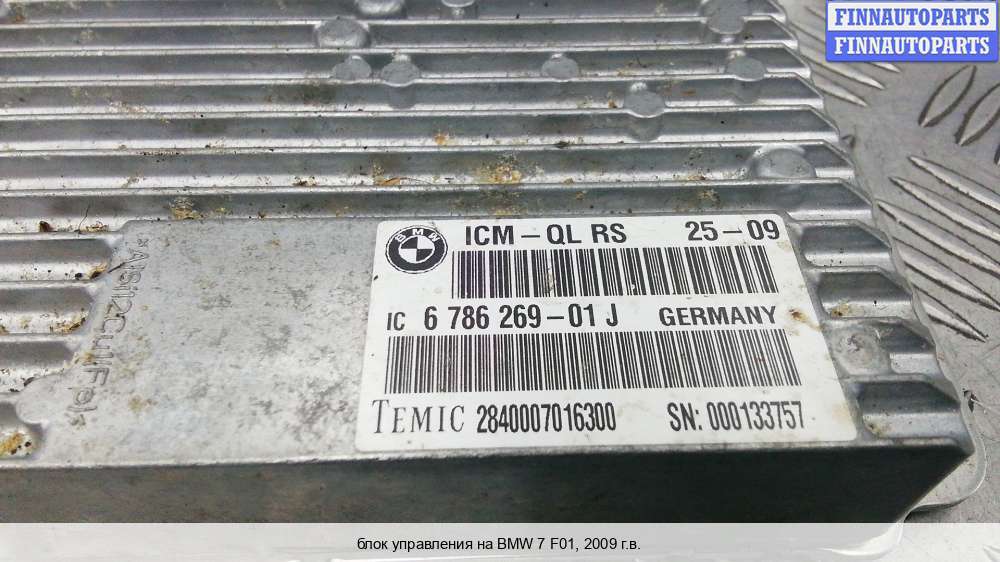 FINNAUTOPARTS
FINNAUTOPARTS
BMW
ICM-QL RS 25-09
IC 6 786 269-01 J GERMANY
TEMIC 2840007016300 SN: 000133757
блок управления на BMW 7 F01, 2009 г.в.